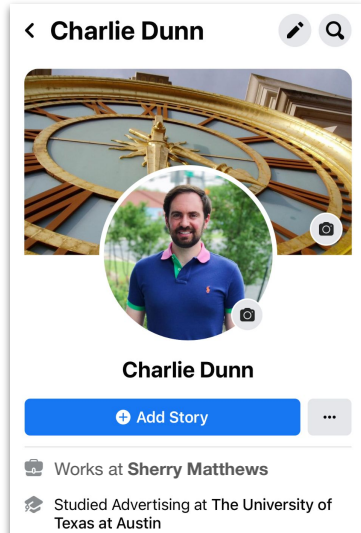 Charlie Dunn
Charlie Dunn
Add Story
Works at Sherry Matthews
Studied Advertising at The University of
Texas at Austin